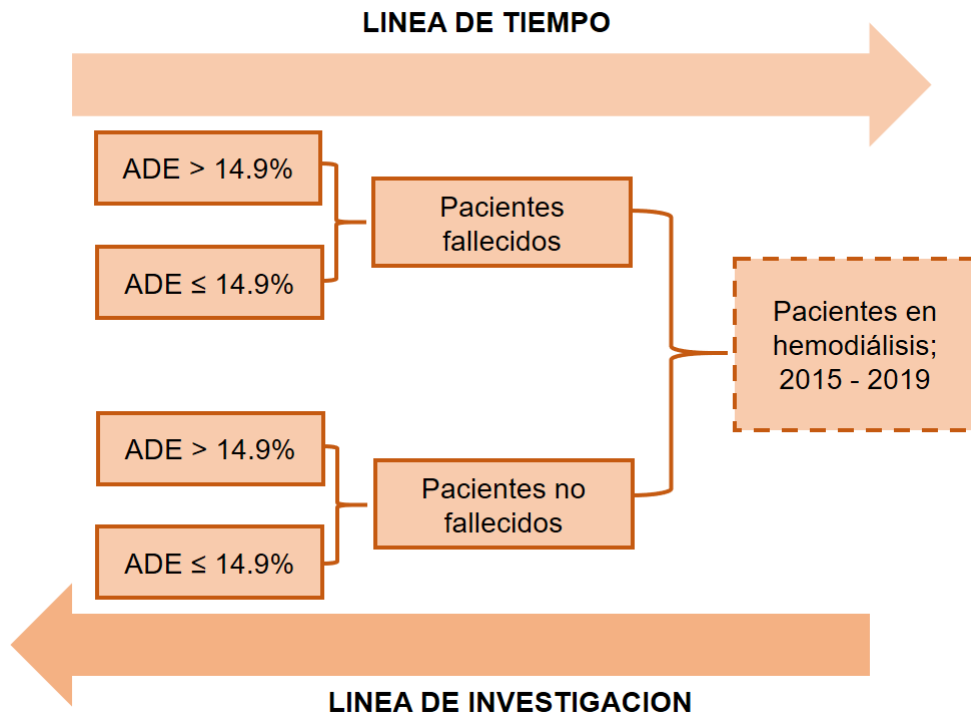 LINEA DE TIEMPO
ADE > 14.9%
ADE ≤ 14.9%
Pacientes
fallecidos
Pacientes en
hemodiálisis;
2015 - 2019
ADE > 14.9%
ADE ≤ 14.9%
Pacientes no
fallecidos
LINEA DE INVESTIGACION